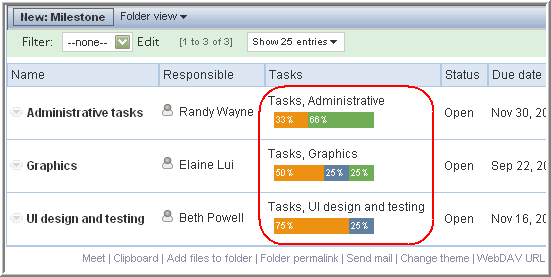 New: Milestone Folder view
Filter: --none-- Edit [1 to 3 of 3] Show 25 entries
Name Responsible Tasks Status Due date
Tasks, Administrative
Administrative tasks Randy Wayne 33% 66% Open Nov 30, 20
Tasks, Graphics
Graphics Elaine Lui 50% 25% 25% Open Sep 22, 20
Tasks, UI design and testing
UI design and testing Beth Powell 75% 25% Open Nov 16, 20
Meet | Clipboard | Add files to folder | Folder permalink | Send mail | Change theme | WebDAV URL